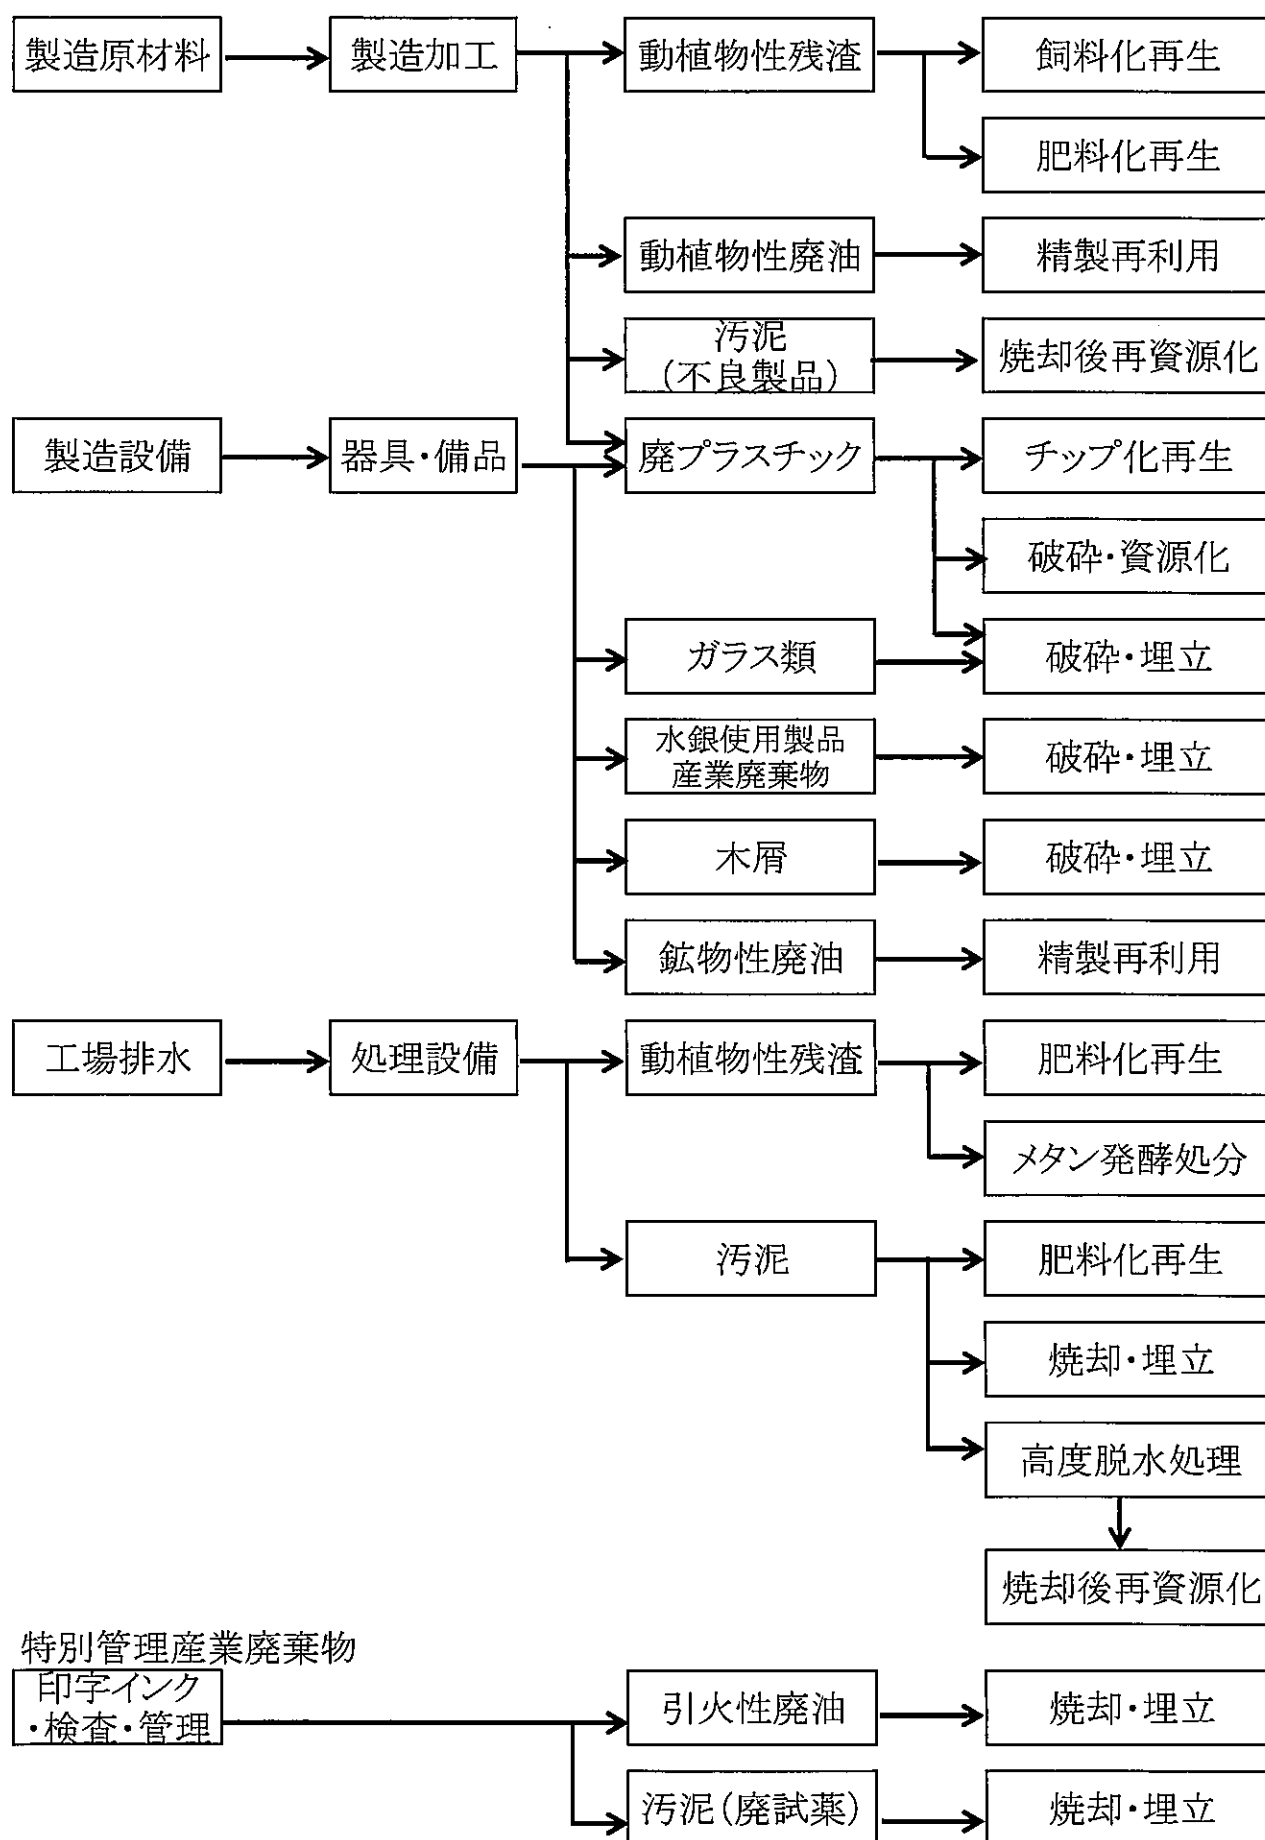 製造原材料
製造加工
動植物性残渣
飼料化再生
肥料化再生
動植物性廃油
精製再利用
汚泥
(不良製品)
焼却後再資源化
製造設備
器具・備品
廃プラスチック
チップ化再生
破砕・資源化
ガラス類
破砕・埋立
水銀使用製品
産業廃棄物
破砕・埋立
木屑
破砕・埋立
鉱物性廃油
精製再利用
工場排水
処理設備
動植物性残渣
肥料化再生
メタン発酵処分
汚泥
肥料化再生
焼却・埋立
高度脱水処理
焼却後再資源化
特別管理産業廃棄物
印字インク
・検査・管理
引火性廃油
焼却・埋立
汚泥(廃試薬)
焼却・埋立